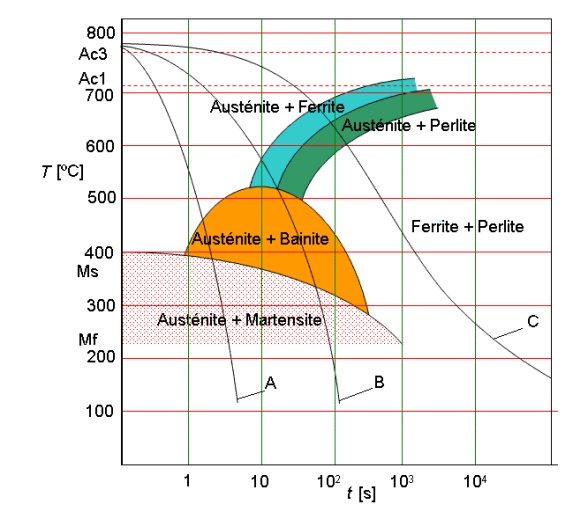 800
Ac3
Ac1
700
Austénite + Ferrite
Austénite + Perlite
600
T [ºC]
500
Ferrite + Perlite
Austénite + Bainite
400
Ms
300
Austénite + Martensite
C
Mf
200
A
B
100
1
10
10²
10³
10⁴
t [s]